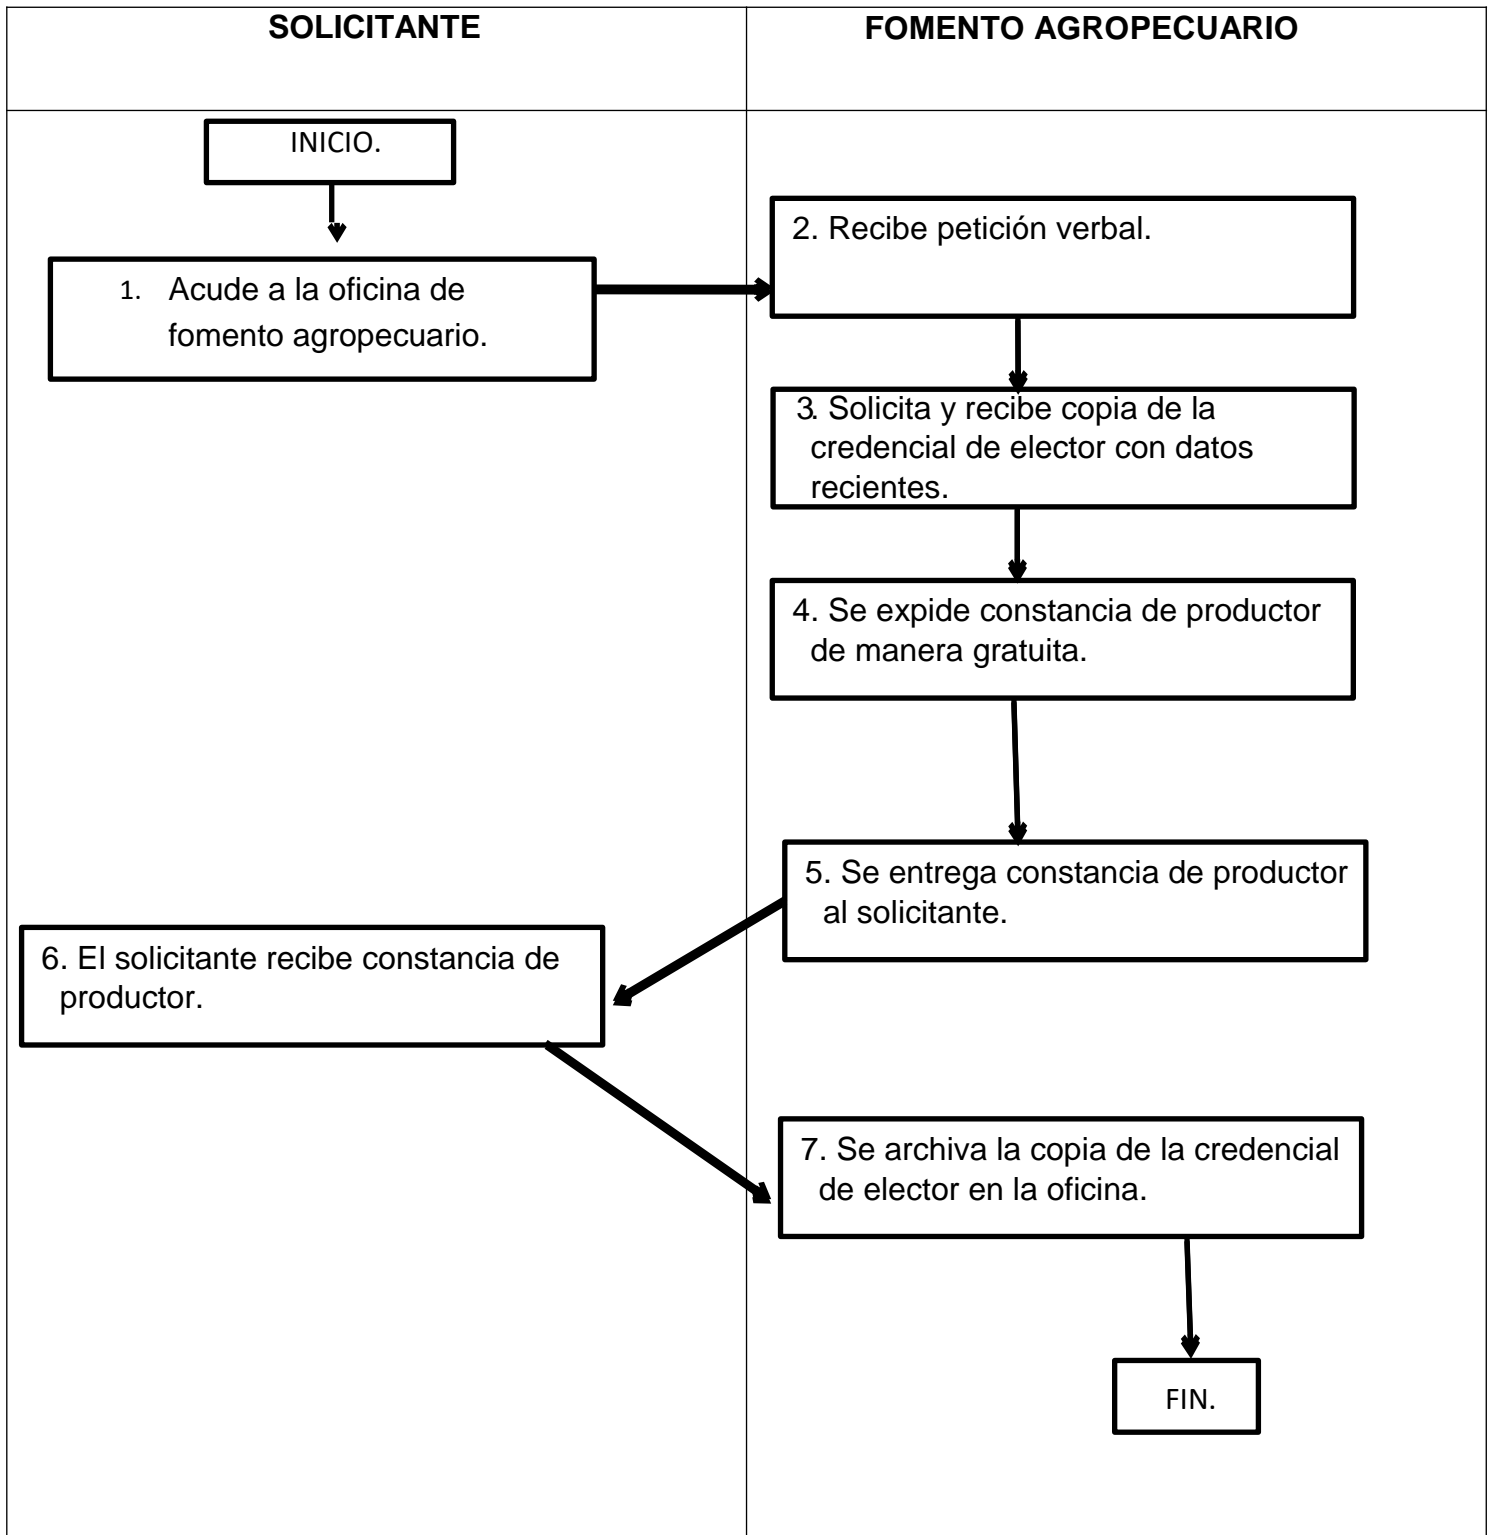 SOLICITANTE
FOMENTO AGROPECUARIO
INICIO.
1. Acude a la oficina de
fomento agropecuario.
2. Recibe petición verbal.
3. Solicita y recibe copia de la
credencial de elector con datos
recientes.
4. Se expide constancia de productor
de manera gratuita.
5. Se entrega constancia de productor
al solicitante.
6. El solicitante recibe constancia de
productor.
7. Se archiva la copia de la credencial
de elector en la oficina.
FIN.